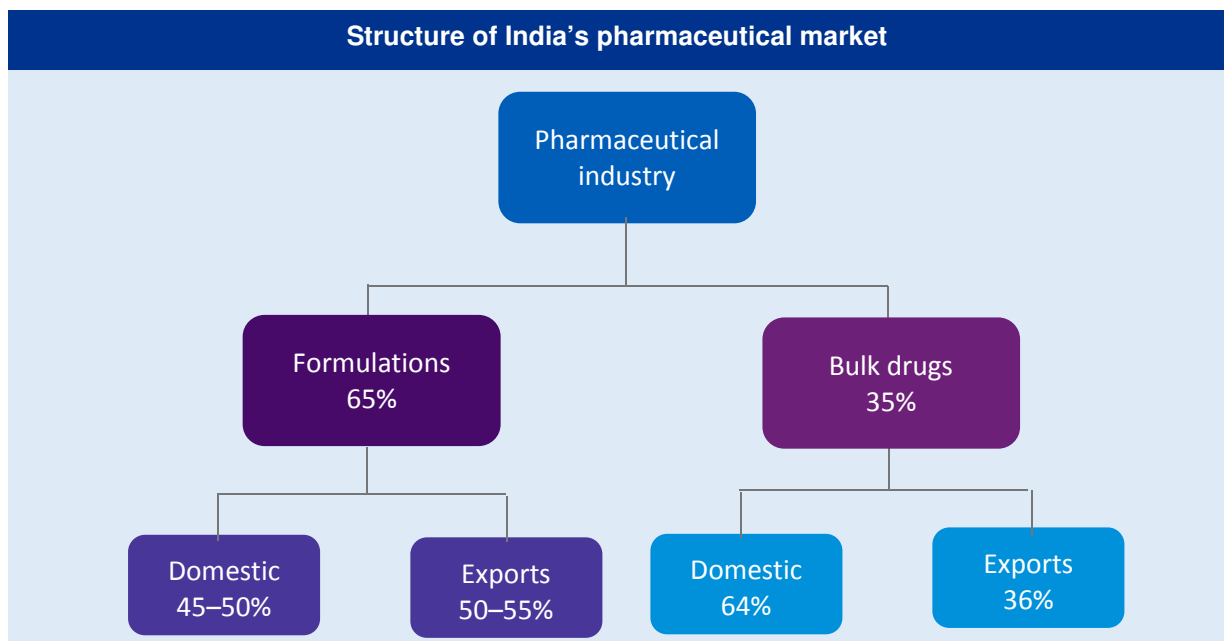 Structure of India’s pharmaceutical market
Pharmaceutical
industry
Formulations
65%
Bulk drugs
35%
Domestic
45–50%
Exports
50–55%
Domestic
64%
Exports
36%